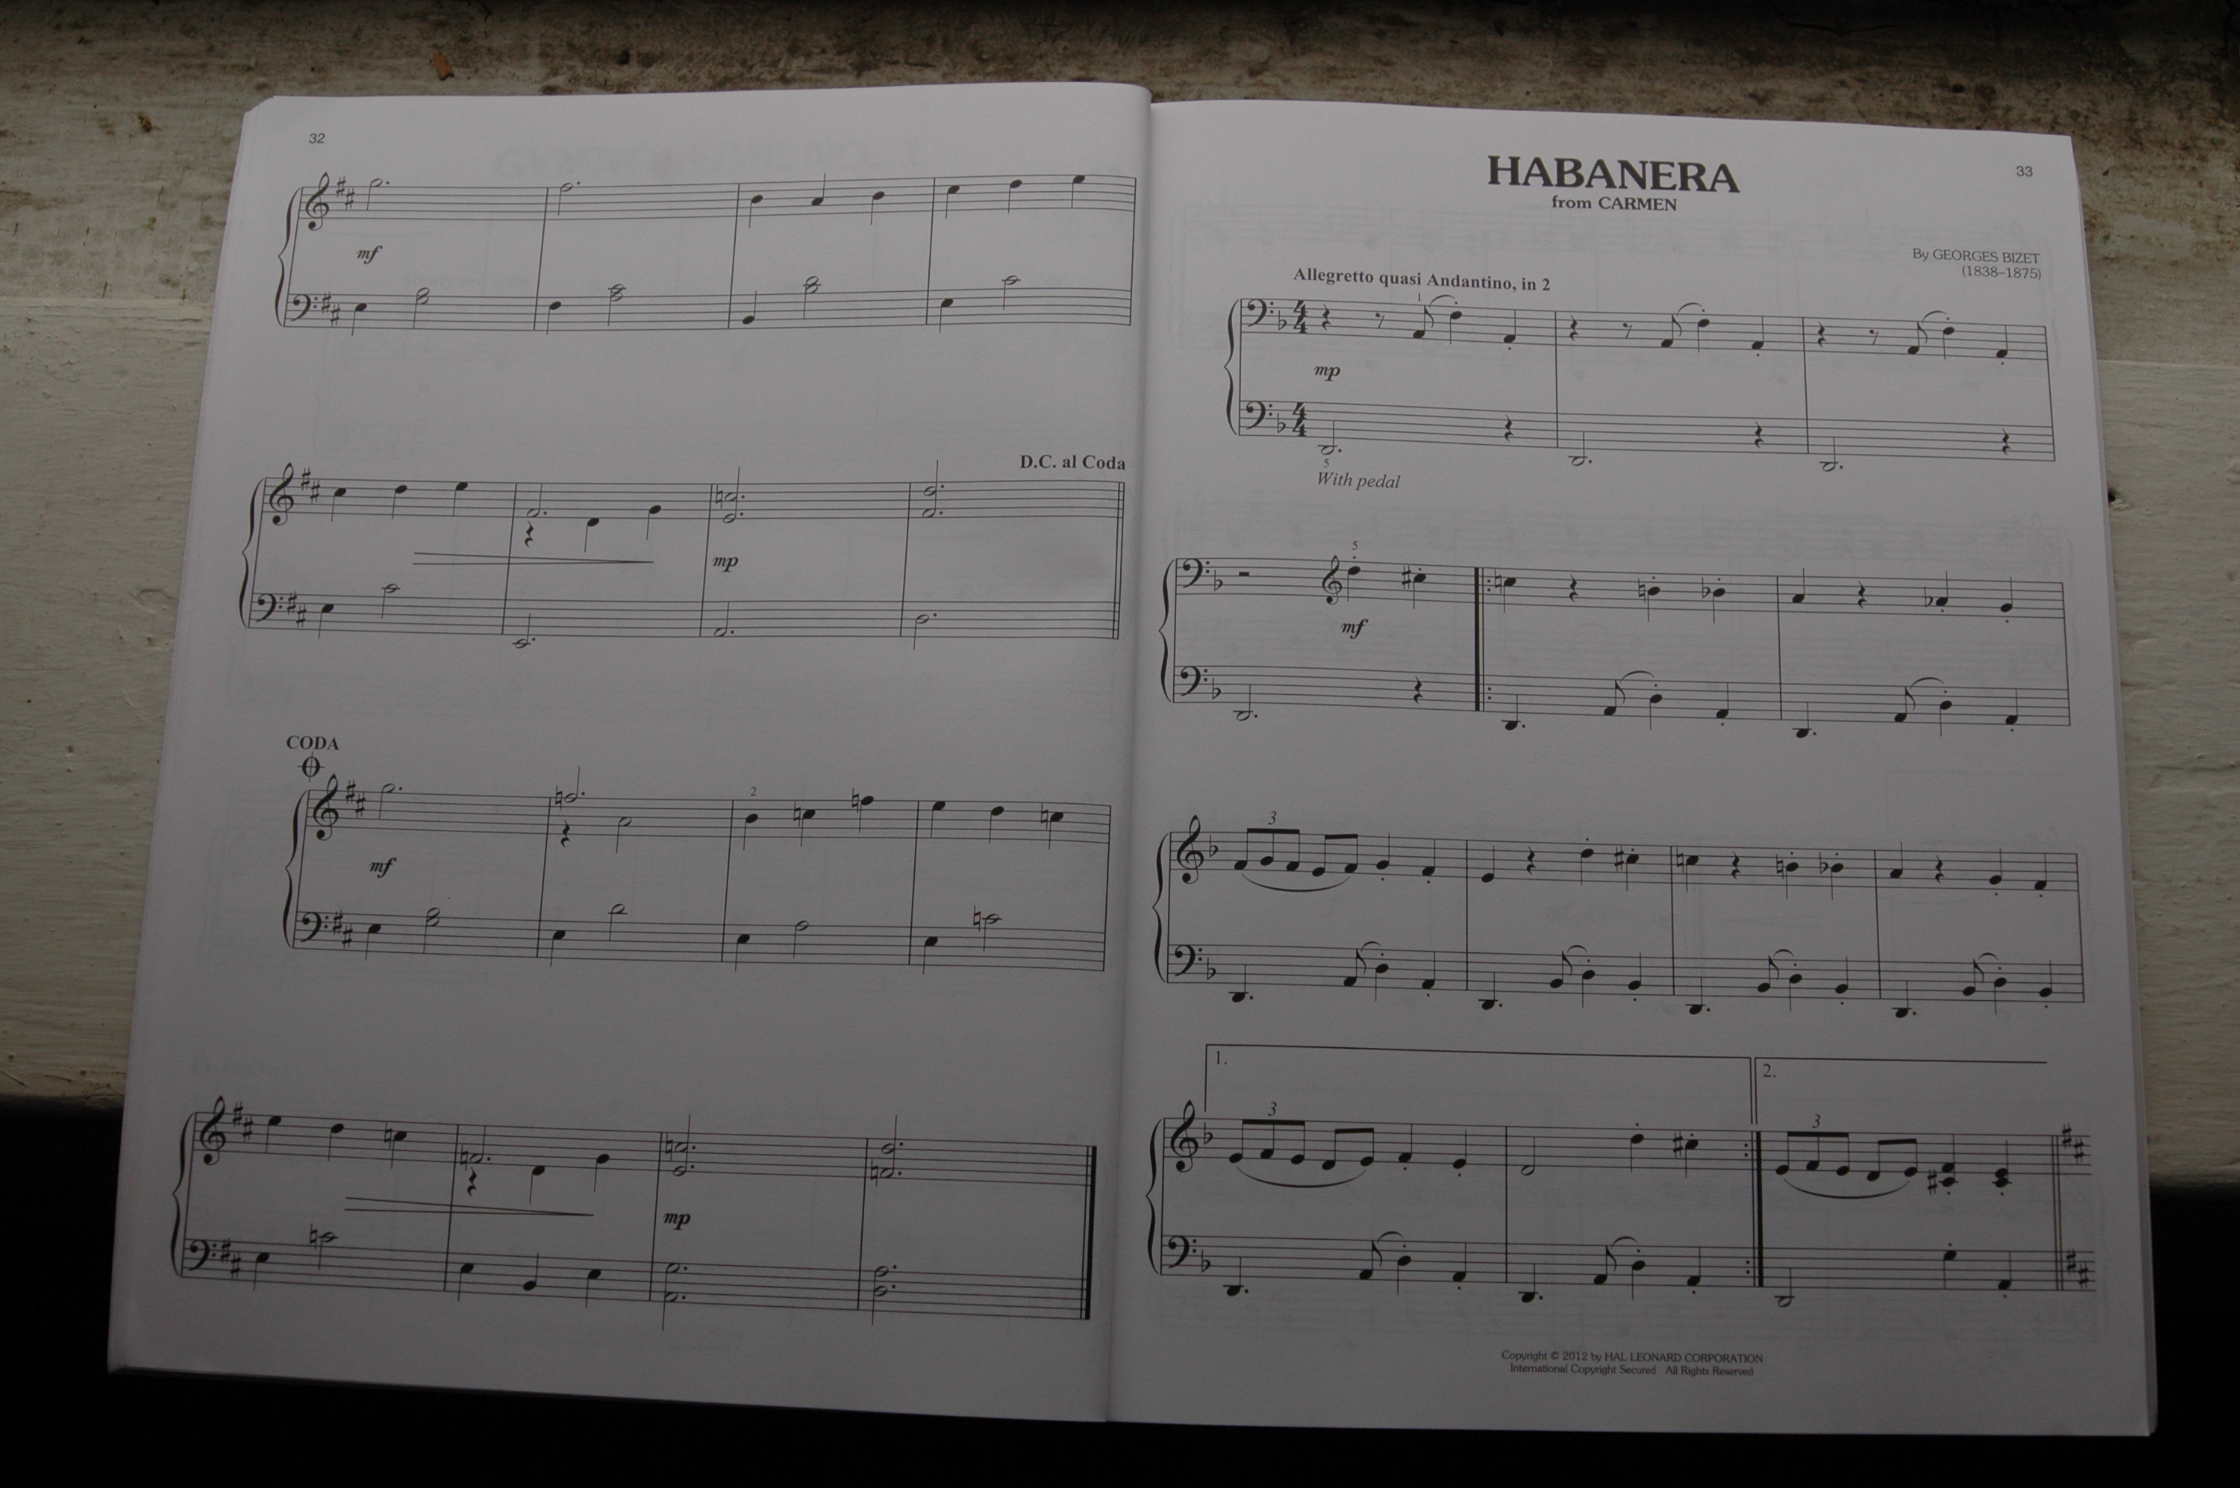 32
mf
D.C. al Coda
mp
CODA
mf
2
mp
33
HABANERA
from CARMEN
By GEORGES BIZET
(1838–1875)
Allegretto quasi Andantino, in 2
1
mp
5
With pedal
5
mf
3
1.
2.
3
3
Copyright © 2012 by HAL LEONARD CORPORATION
International Copyright Secured All Rights Reserved